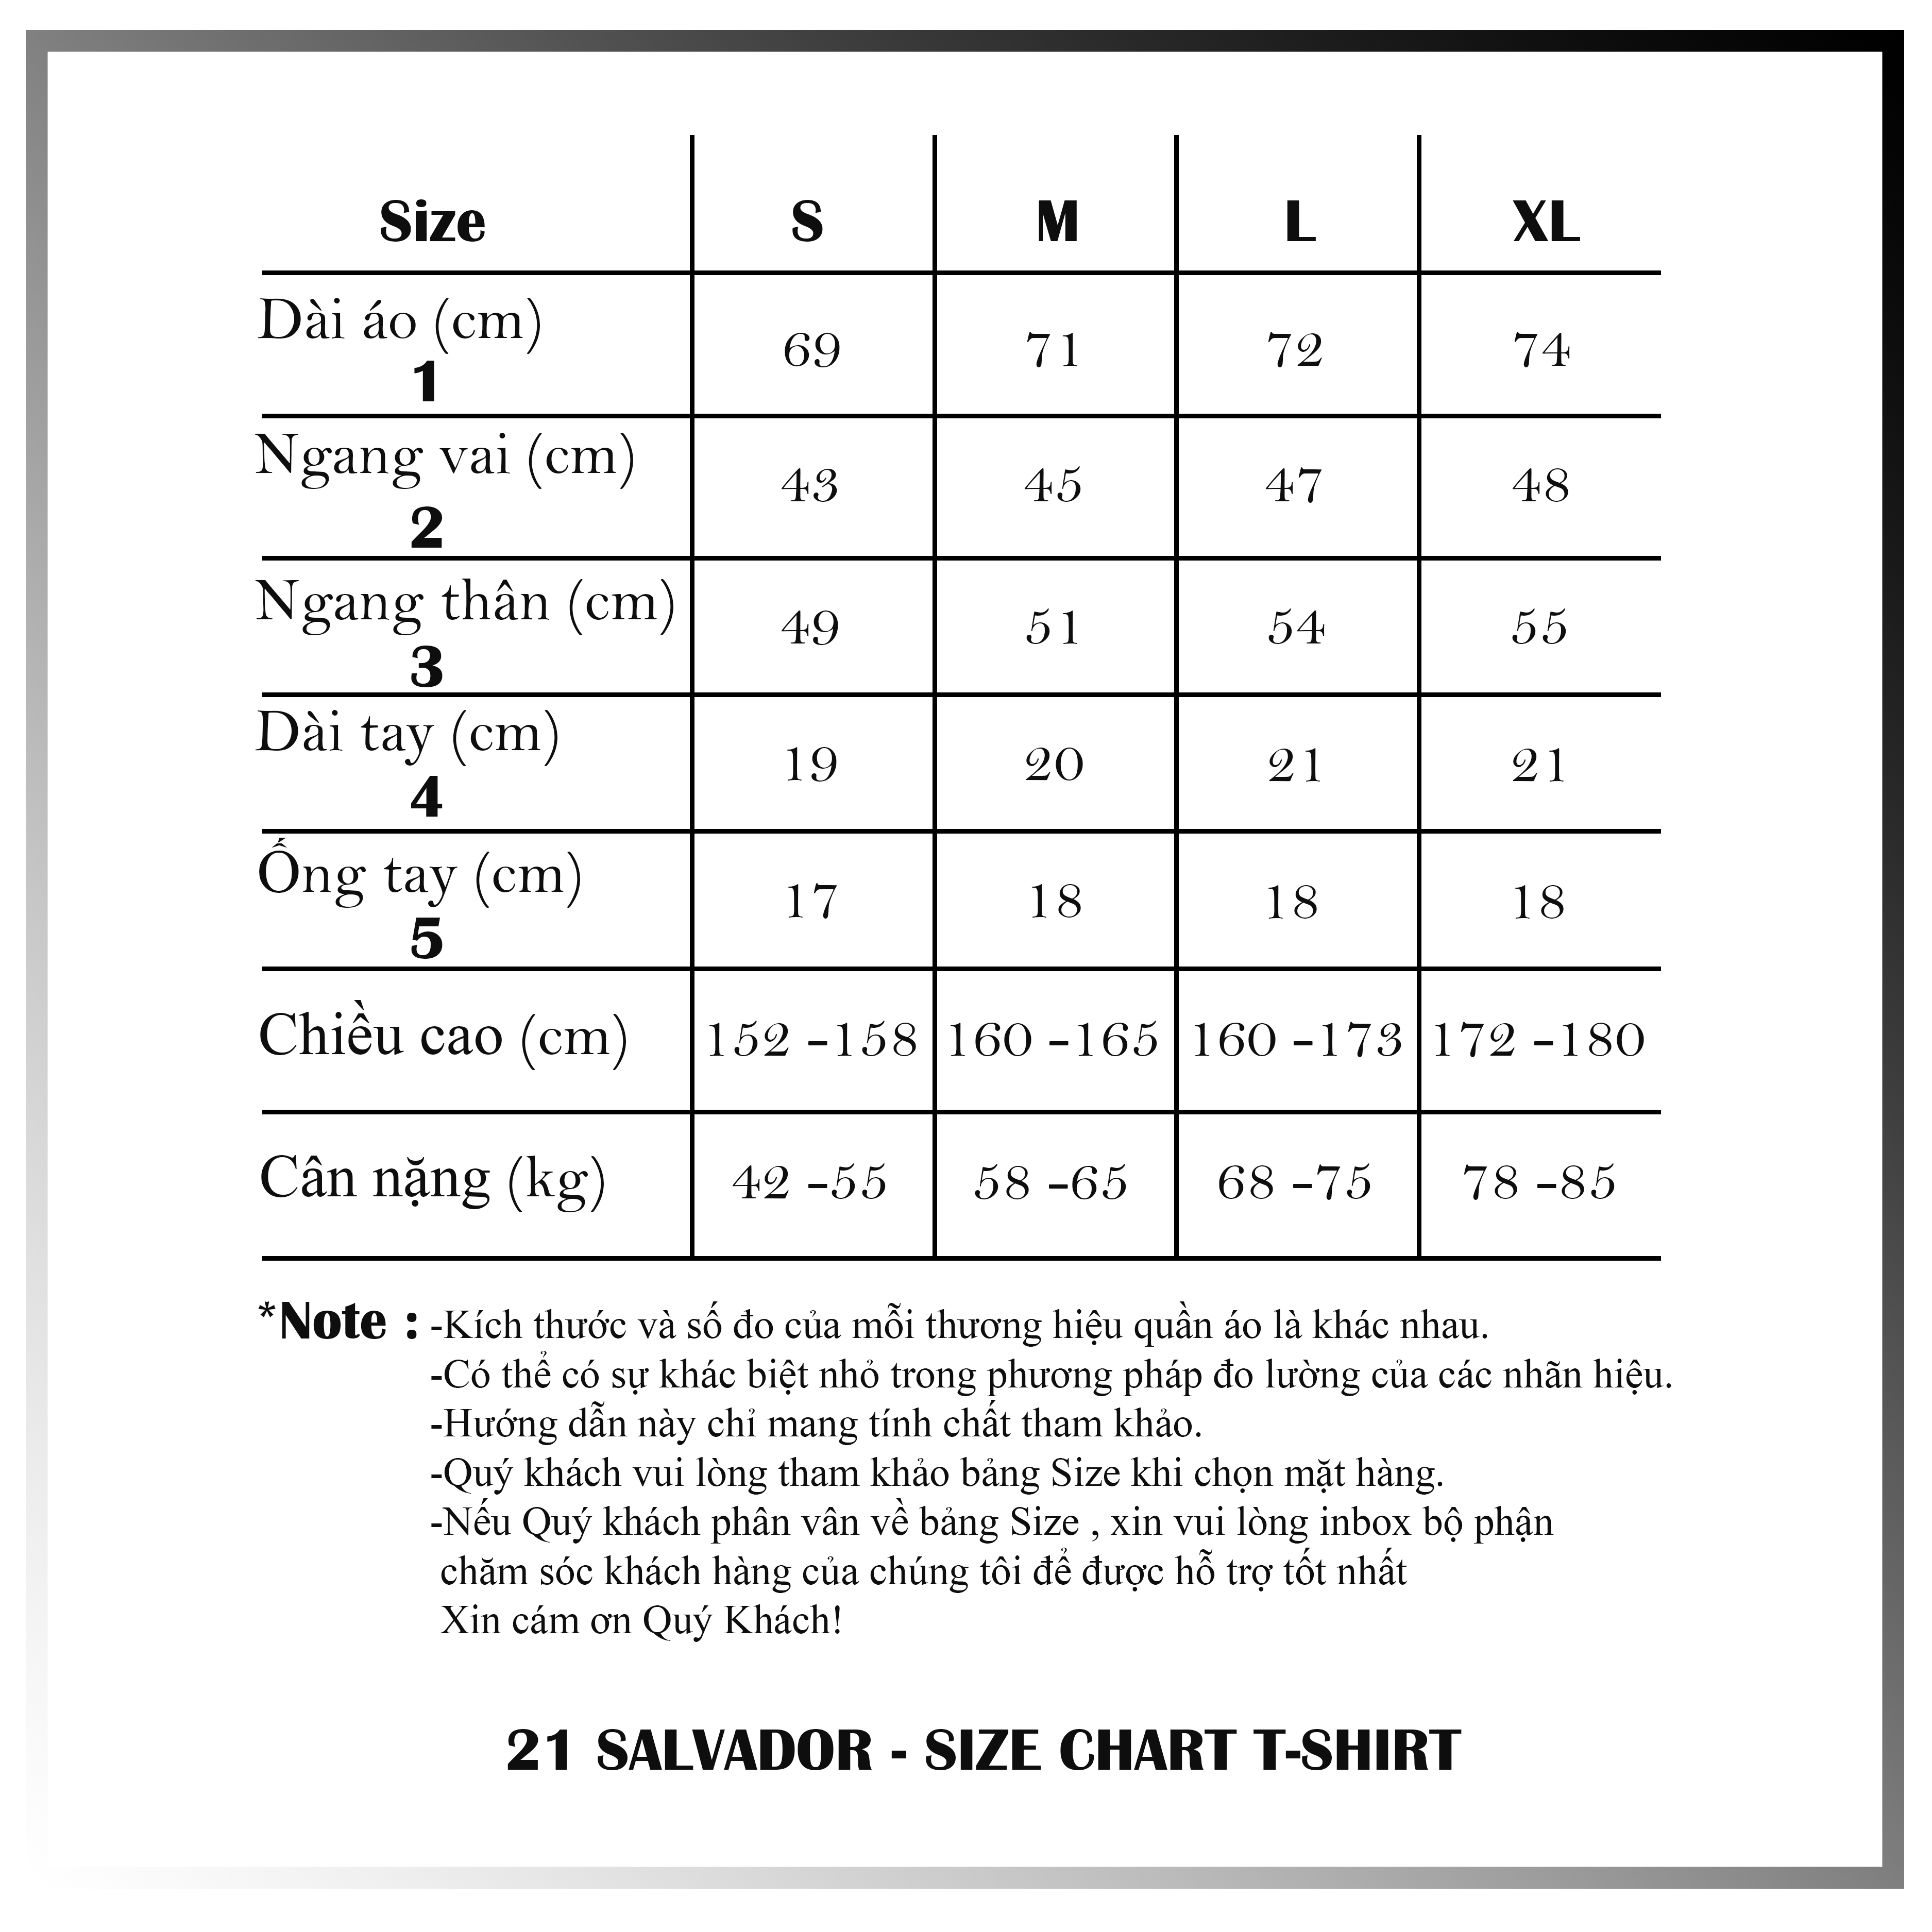 Size S M L XL
Dài áo (cm) 69 71 72 74
1
Ngang vai (cm) 43 45 47 48
2
Ngang thân (cm) 49 51 54 55
3
Dài tay (cm) 19 20 21 21
4
Ống tay (cm) 17 18 18 18
5
Chiều cao (cm) 152 -158 160 -165 160 -173 172 -180
Cân nặng (kg) 42 -55 58 -65 68 -75 78 -85
*Note : -Kích thước và số đo của mỗi thương hiệu quần áo là khác nhau.
-Có thể có sự khác biệt nhỏ trong phương pháp đo lường của các nhãn hiệu.
-Hướng dẫn này chỉ mang tính chất tham khảo.
-Quý khách vui lòng tham khảo bảng Size khi chọn mặt hàng.
-Nếu Quý khách phân vân về bảng Size , xin vui lòng inbox bộ phận
chăm sóc khách hàng của chúng tôi để được hỗ trợ tốt nhất
Xin cám ơn Quý Khách!
21 SALVADOR - SIZE CHART T-SHIRT